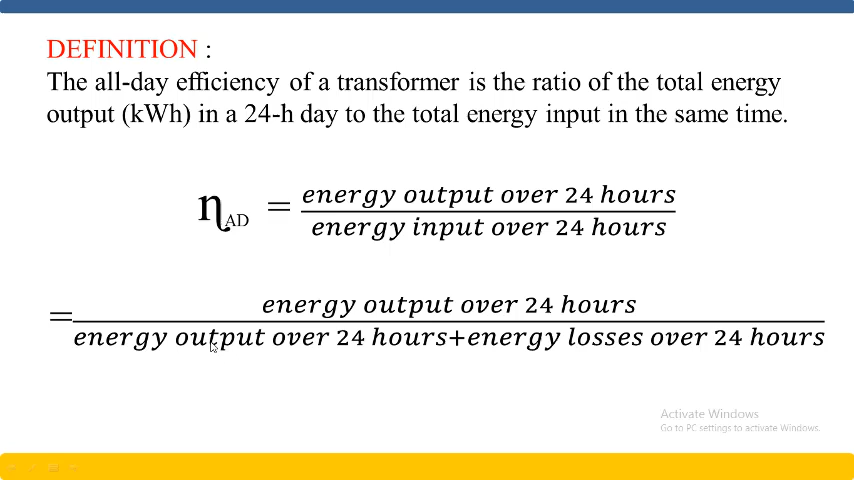 DEFINITION :
The all-day efficiency of a transformer is the ratio of the total energy
output (kWh) in a 24-h day to the total energy input in the same time.
η_AD = energy output over 24 hours
energy input over 24 hours
= energy output over 24 hours
energy output over 24 hours+energy losses over 24 hours
Activate Windows
Go to PC settings to activate Windows.